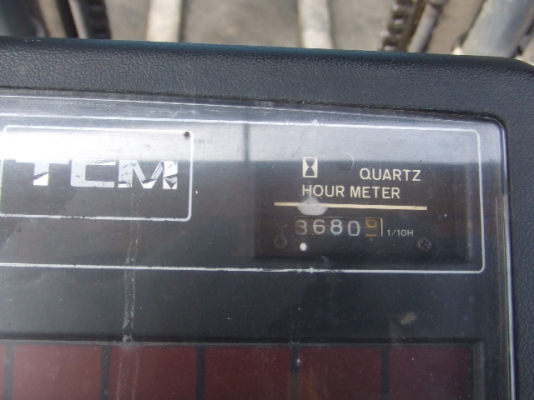 TCM
QUARTZ
HOUR METER
3680 1/10H